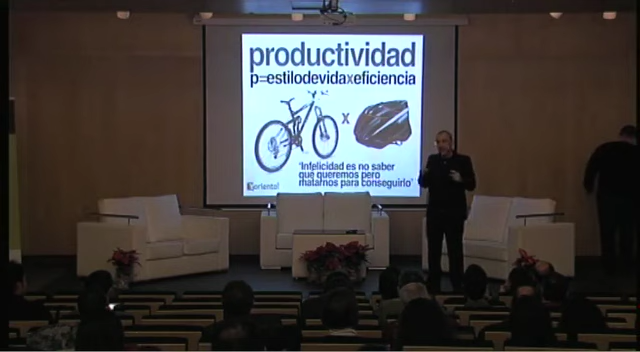 productividad
p=estilodevidaxeficiencia
x
'Infelicidad es no saber
que queremos pero
matarnos para conseguirlo'
oriental